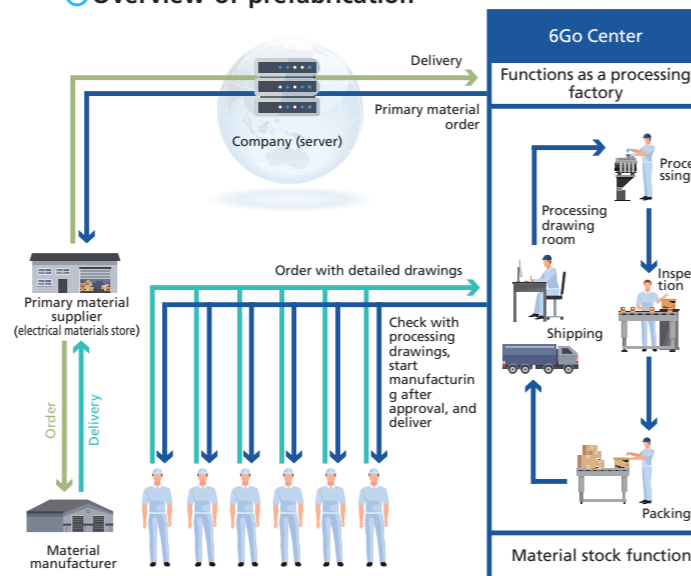 Overview of prefabrication
6Go Center
Functions as a processing
factory
Delivery
Primary material
order
Company (server)
Proce
ssing
Processing
drawing
room
Inspe
tion
Shipping
Packing
Material stock function
Order with detailed drawings
Check with
processing
drawings,
start
manufacturin
g after
approval, and
deliver
Primary material
supplier
(electrical materials store)
Order
Delivery
Material
manufacturer